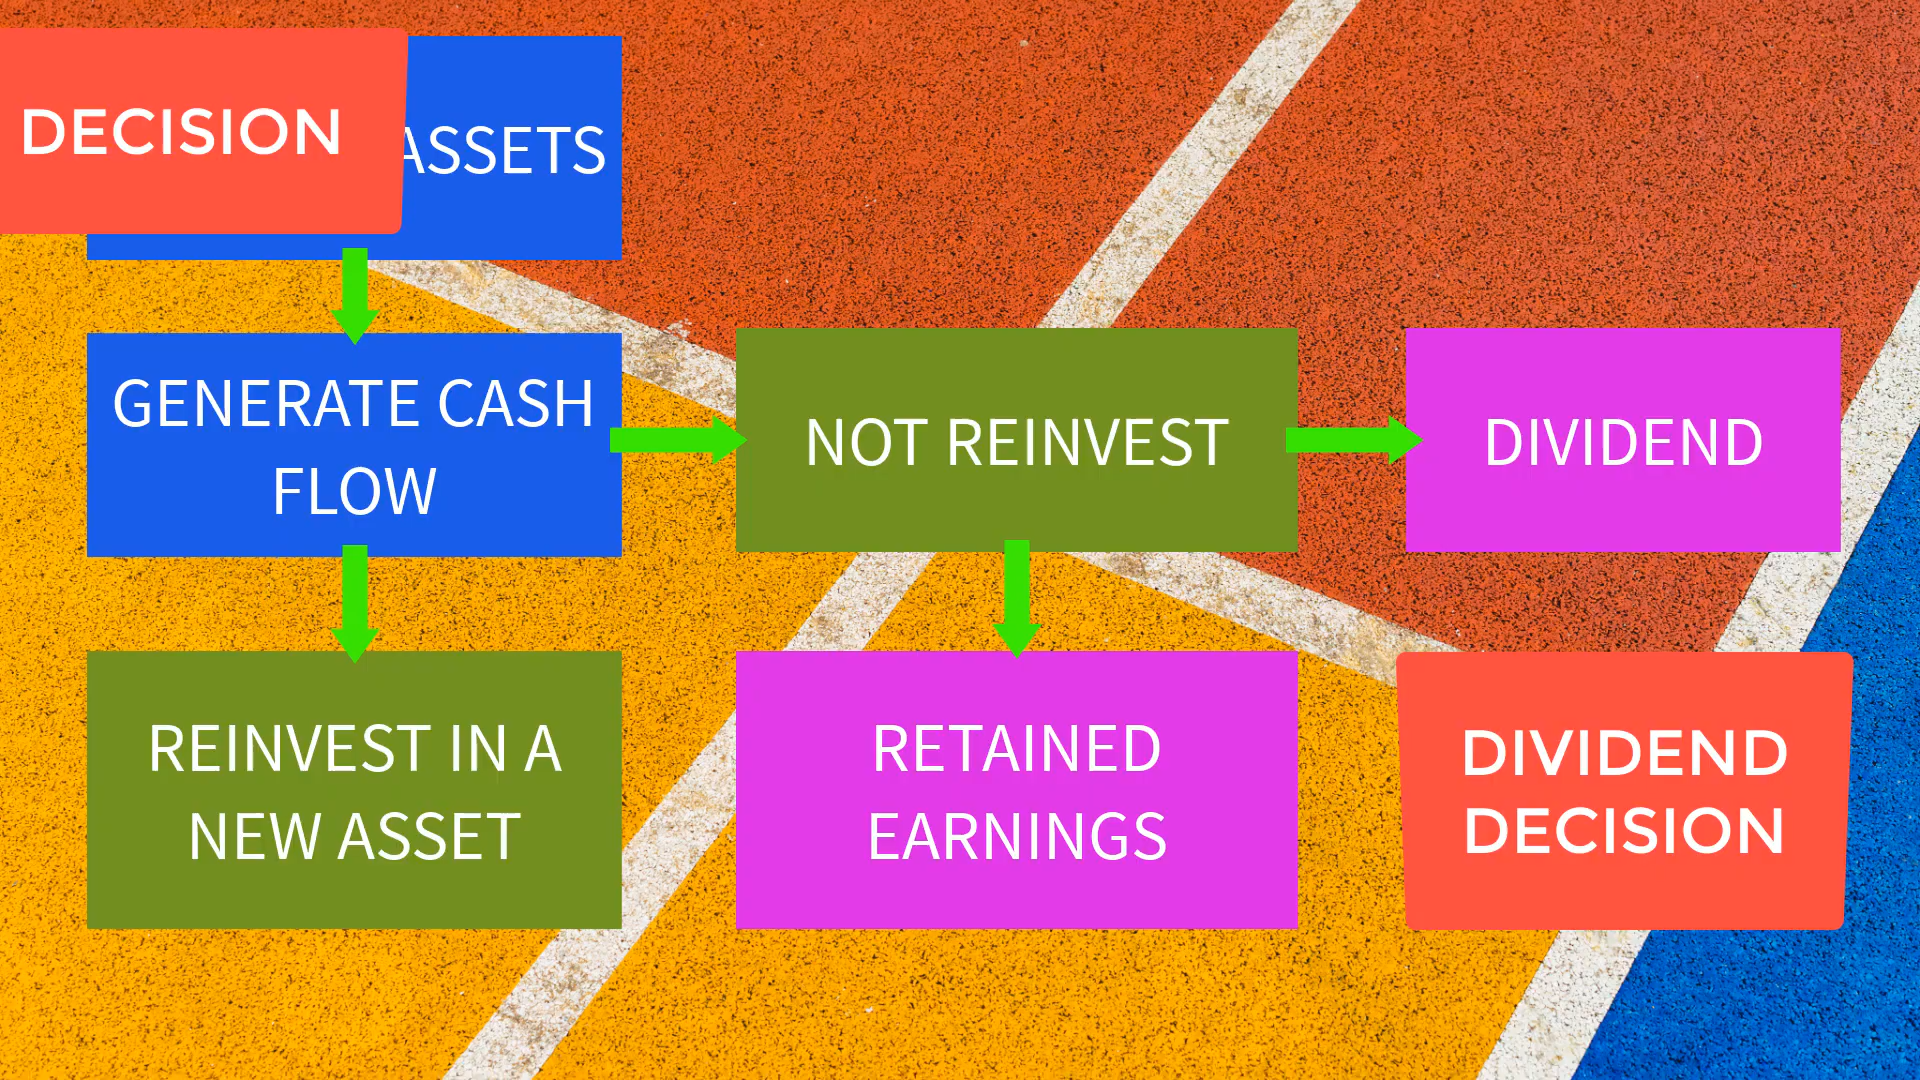 DECISION
ASSETS
GENERATE CASH
FLOW
NOT REINVEST
DIVIDEND
REINVEST IN A
NEW ASSET
RETAINED
EARNINGS
DIVIDEND
DECISION